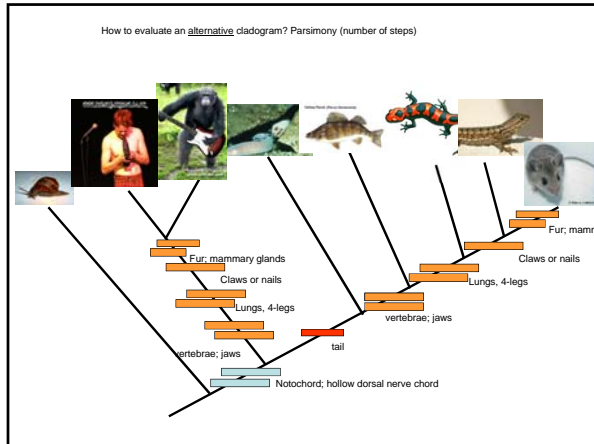 How to evaluate an alternative cladogram? Parsimony (number of steps)
Fur; mamm
Fur; mammary glands
Claws or nails
Claws or nails
Lungs, 4-legs
Lungs, 4-legs
vertebrae; jaws
tail
vertebrae; jaws
Notochord; hollow dorsal nerve chord